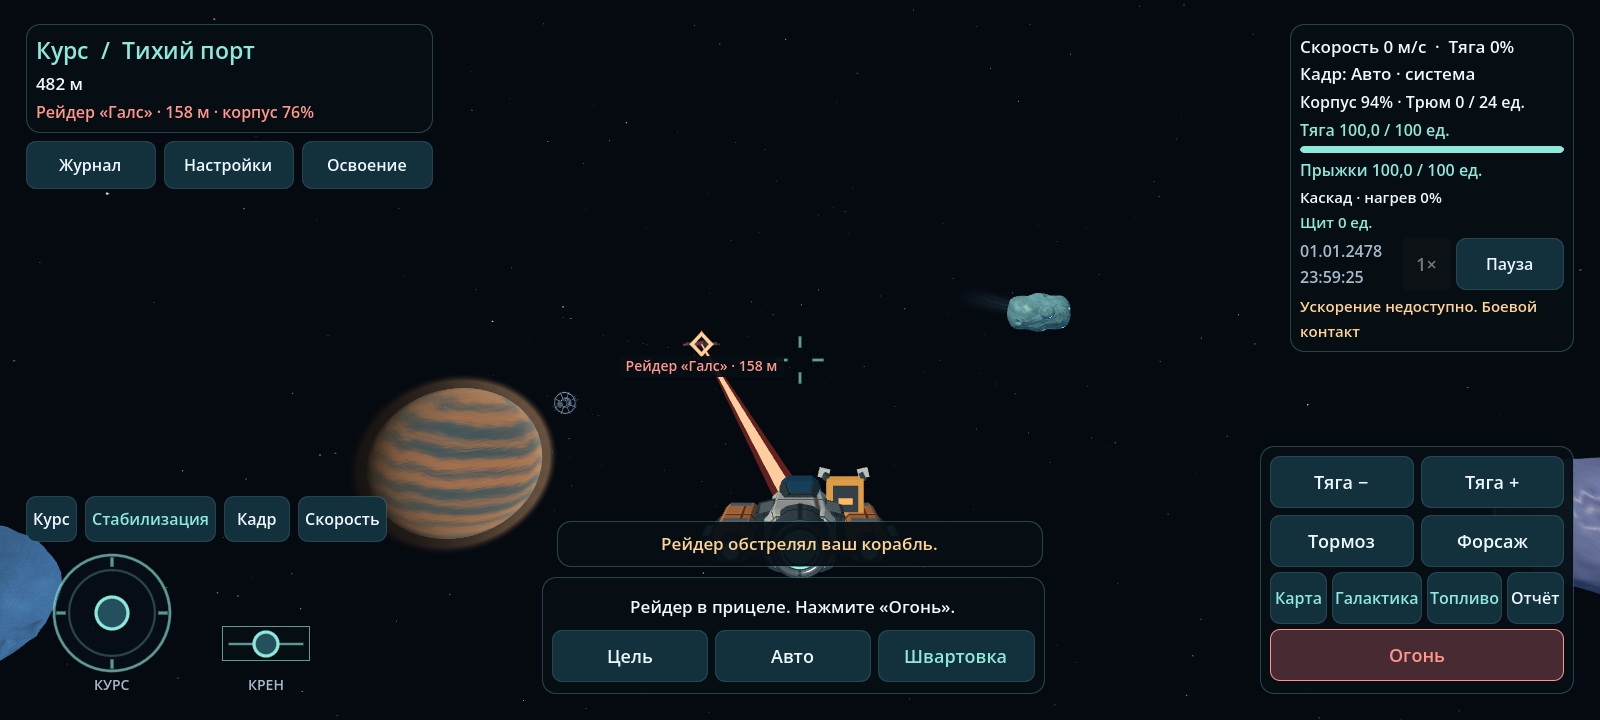 Курс / Тихий порт
482 м
Рейдер «Галс» · 158 м · корпус 76%
Журнал
Настройки
Освоение
Скорость 0 м/с · Тяга 0%
Кадр: Авто · система
Корпус 94% · Трюм 0 / 24 ед.
Тяга 100,0 / 100 ед.
Прыжки 100,0 / 100 ед.
Каскад · нагрев 0%
Щит 0 ед.
01.01.2478
23:59:25
1×
Пауза
Ускорение недоступно. Боевой
контакт
Рейдер «Галс» · 158 м
Курс
Стабилизация
Кадр
Скорость
КУРС
КРЕН
Рейдер обстрелял ваш корабль.
Рейдер в прицеле. Нажмите «Огонь».
Цель
Авто
Швартовка
Тяга −
Тяга +
Тормоз
Форсаж
Карта
Галактика
Топливо
Отчёт
Огонь